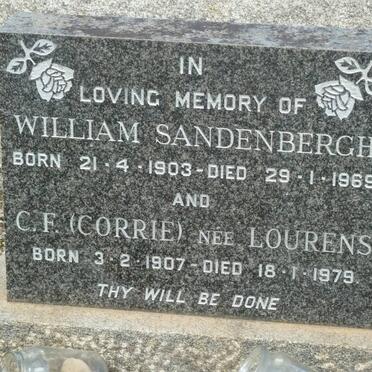 IN
LOVING MEMORY OF
WILLIAM SANDENBERGH
BORN 21·4·1903-DIED 29·1·1969
AND
C.F. (CORRIE) NÉE LOURENS
BORN 3·2·1907-DIED 18·1·1979
THY WILL BE DONE